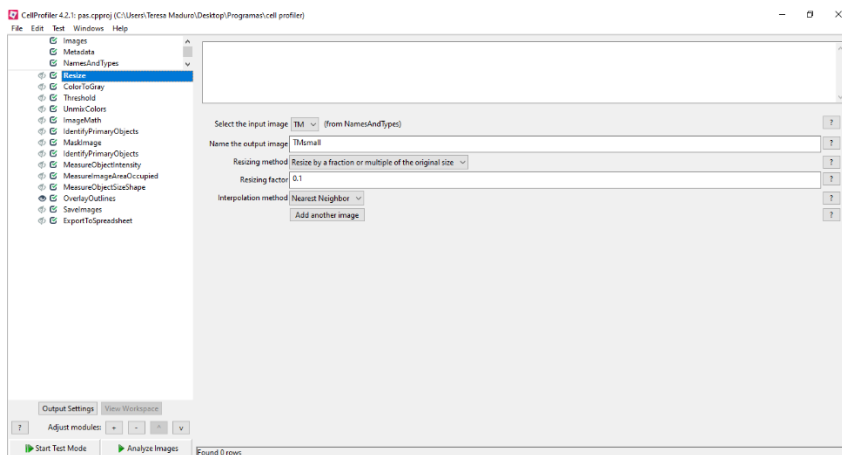 CellProfiler 4.2.1: pas.cpproj (C:\Users\Teresa Maduro\Desktop\Programas\cell profiler)
File Edit Test Windows Help
Images
Metadata
NamesAndTypes
Resize
ColorToGray
Threshold
UnmixColors
ImageMath
IdentifyPrimaryObjects
MaskImage
IdentifyPrimaryObjects
MeasureObjectIntensity
MeasureImageAreaOccupied
MeasureObjectSizeShape
OverlayOutlines
SaveImages
ExportToSpreadsheet
Select the input image TM (from NamesAndTypes) ?
Name the output image TMsmall ?
Resizing method Resize by a fraction or multiple of the original size ?
Resizing factor 0.1 ?
Interpolation method Nearest Neighbor ?
Add another image ?
Output Settings View Workspace
? Adjust modules: + - ^ v
Start Test Mode Analyze Images Found 0 rows